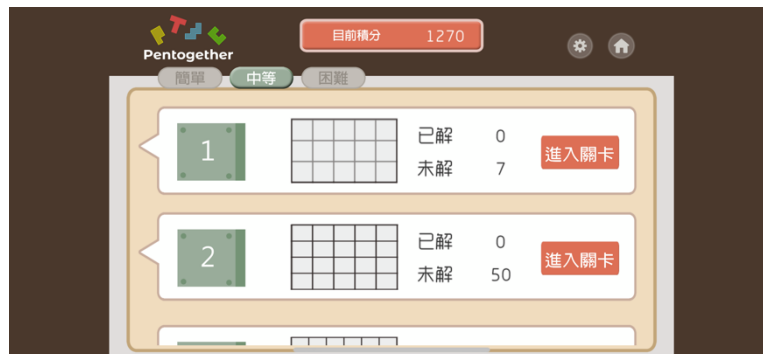 Pentogether
目前積分 1270
簡單 中等 困難
1
已解 0
未解 7
進入關卡
2
已解 0
未解 50
進入關卡